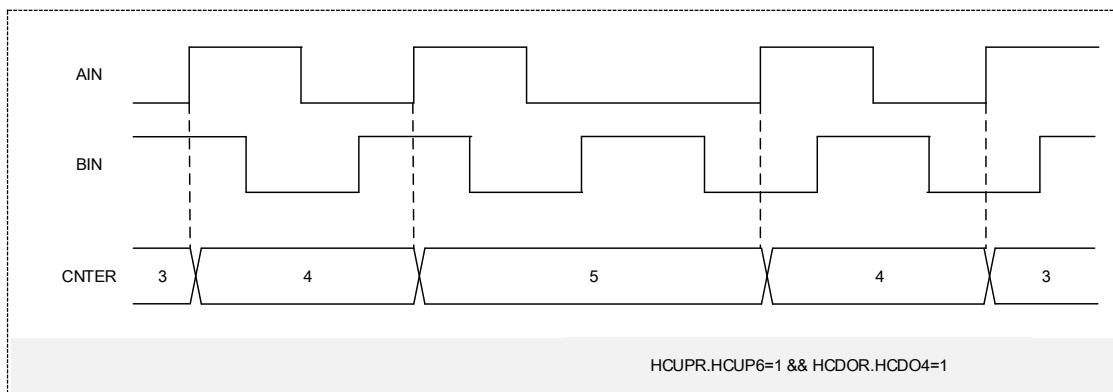 AIN
BIN
CNTER 3 4 5 4 3
HCUPR.HCUP6=1 && HCDOR.HCDO4=1